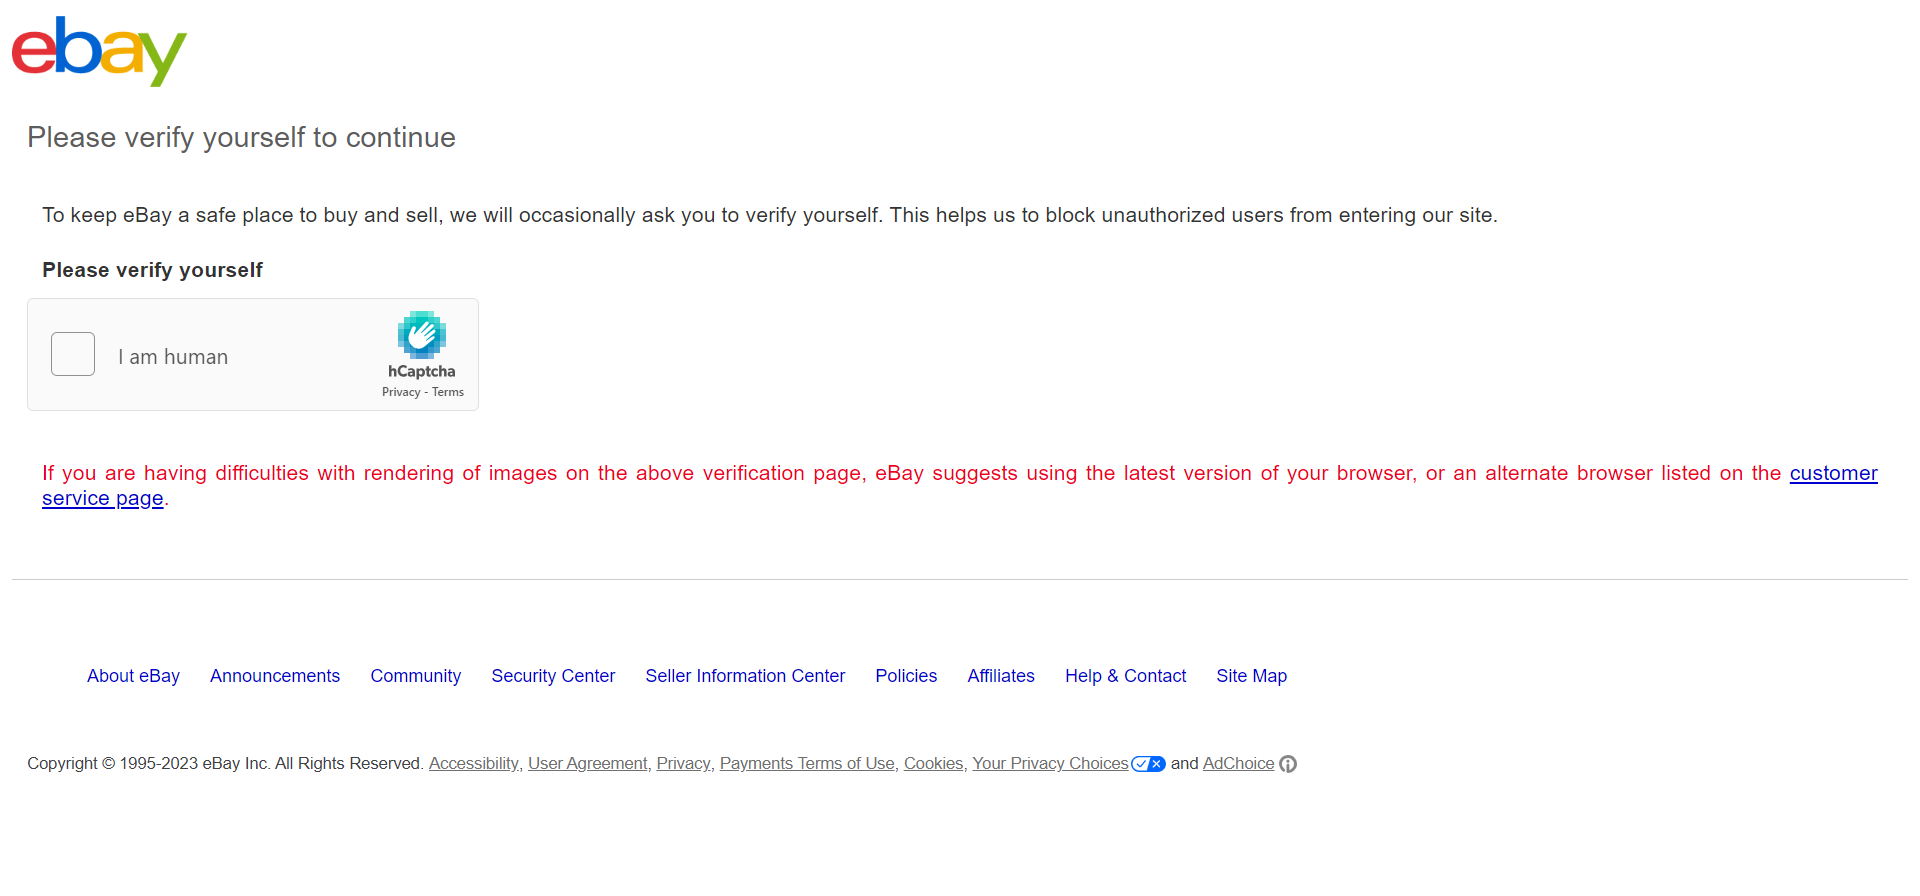 ebay
Please verify yourself to continue
To keep eBay a safe place to buy and sell, we will occasionally ask you to verify yourself. This helps us to block unauthorized users from entering our site.
Please verify yourself
I am human
hCaptcha
Privacy - Terms
If you are having difficulties with rendering of images on the above verification page, eBay suggests using the latest version of your browser, or an alternate browser listed on the customer
service page.
About eBay Announcements Community Security Center Seller Information Center Policies Affiliates Help & Contact Site Map
Copyright © 1995-2023 eBay Inc. All Rights Reserved. Accessibility, User Agreement, Privacy, Payments Terms of Use, Cookies, Your Privacy Choices and AdChoice